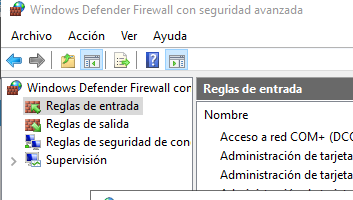 Windows Defender Firewall con seguridad avanzada
Archivo Acción Ver Ayuda
Windows Defender Firewall con
Reglas de entrada
Reglas de salida
Reglas de seguridad de con
Supervisión
Reglas de entrada
Nombre
Acceso a red COM+ (DCO
Administración de tarjeta
Administración de tarjeta